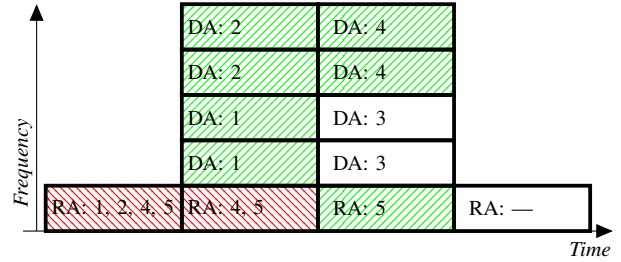 DA: 2 DA: 4
DA: 2 DA: 4
DA: 1 DA: 3
DA: 1 DA: 3
RA: 1, 2, 4, 5 RA: 4, 5 RA: 5 RA: —
Frequency
Time